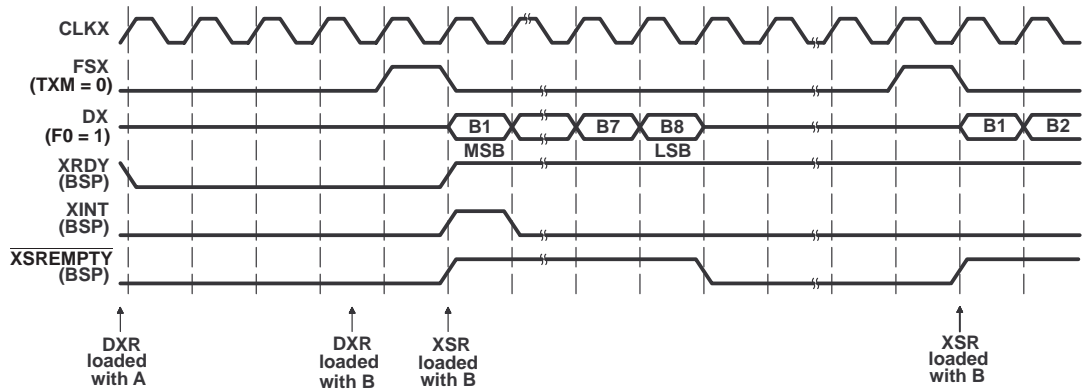 CLKX
FSX
(TXM = 0)
DX
(F0 = 1)
B1
B7
B8
B1
B2
MSB
LSB
XRDY
(BSP)
XINT
(BSP)
XSREMPTY
(BSP)
DXR
loaded
with A
DXR
loaded
with B
XSR
loaded
with B
XSR
loaded
with B